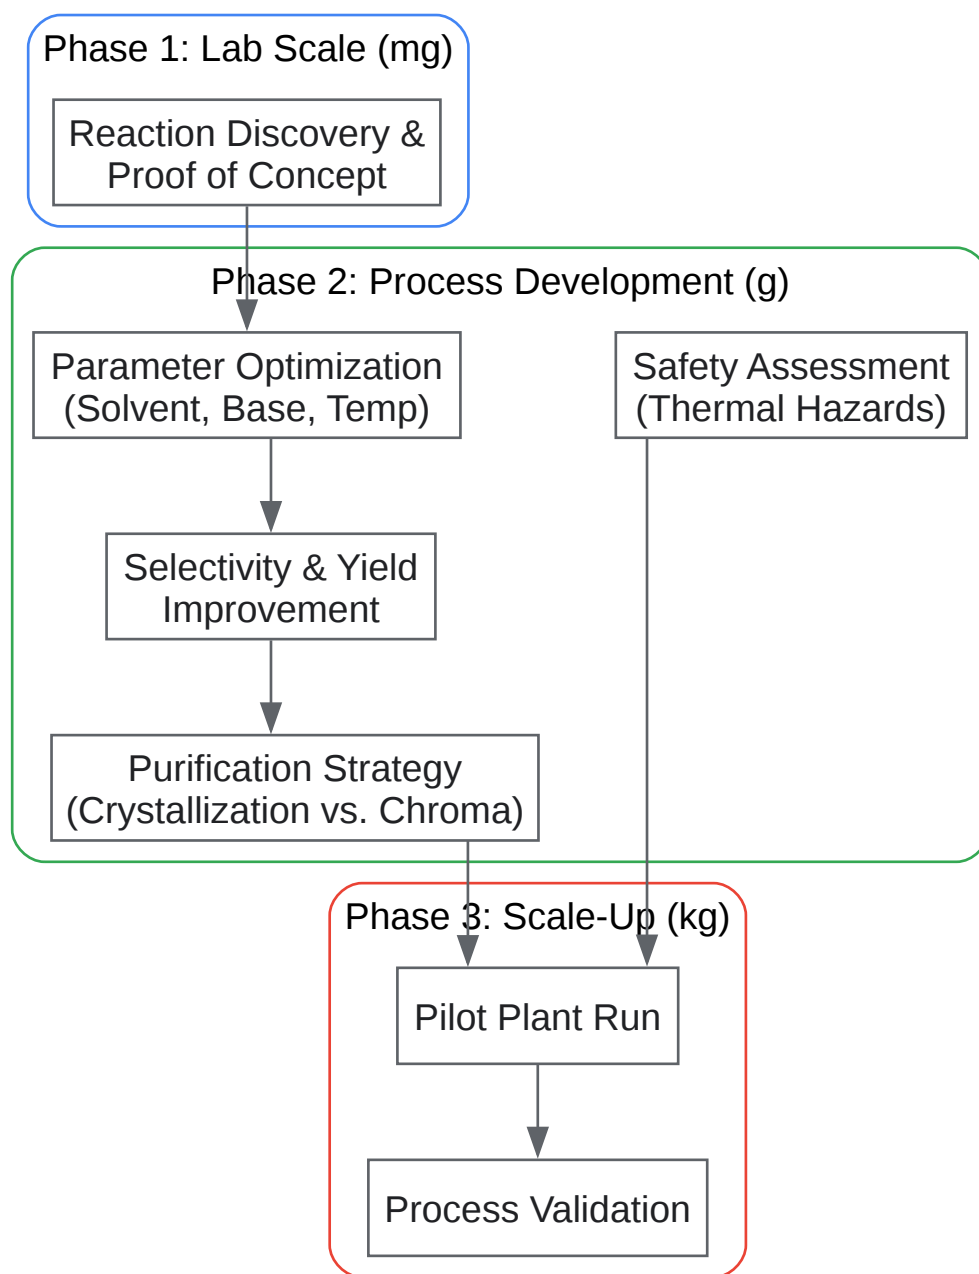 Phase 1: Lab Scale (mg)
Reaction Discovery &
Proof of Concept
Phase 2: Process Development (g)
Parameter Optimization
(Solvent, Base, Temp)
Safety Assessment
(Thermal Hazards)
Selectivity & Yield
Improvement
Purification Strategy
(Crystallization vs. Chroma)
Phase 3: Scale-Up (kg)
Pilot Plant Run
Process Validation